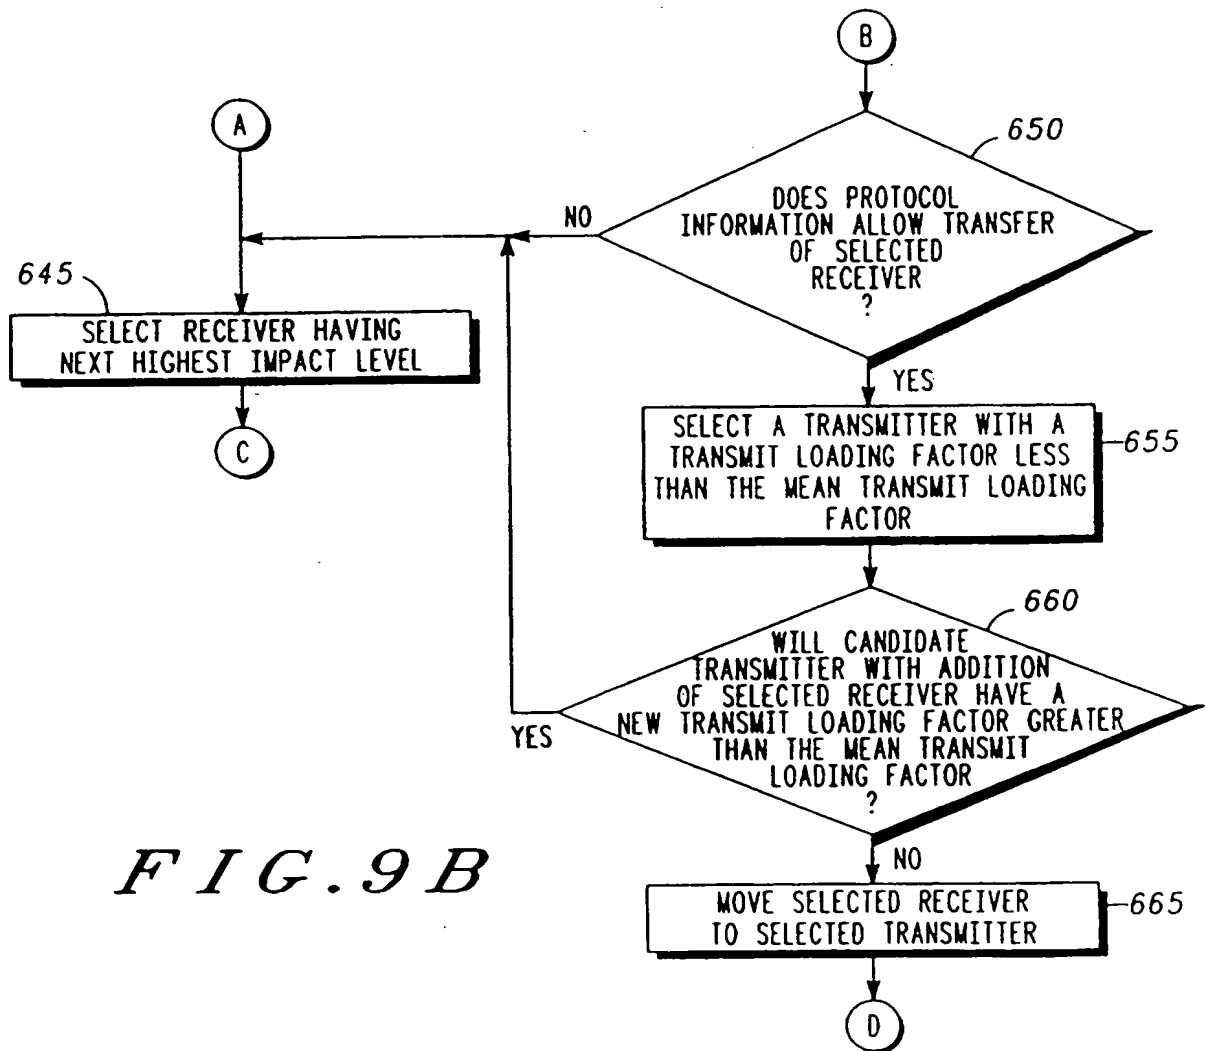 B
A
650
DOES PROTOCOL
INFORMATION ALLOW TRANSFER
OF SELECTED
RECEIVER
?
NO
645
SELECT RECEIVER HAVING
NEXT HIGHEST IMPACT LEVEL
C
YES
SELECT A TRANSMITTER WITH A
TRANSMIT LOADING FACTOR LESS
THAN THE MEAN TRANSMIT LOADING
FACTOR
655
660
WILL CANDIDATE
TRANSMITTER WITH ADDITION
OF SELECTED RECEIVER HAVE A
NEW TRANSMIT LOADING FACTOR GREATER
THAN THE MEAN TRANSMIT
LOADING FACTOR
?
YES
NO
MOVE SELECTED RECEIVER
TO SELECTED TRANSMITTER
665
D
FIG.9B